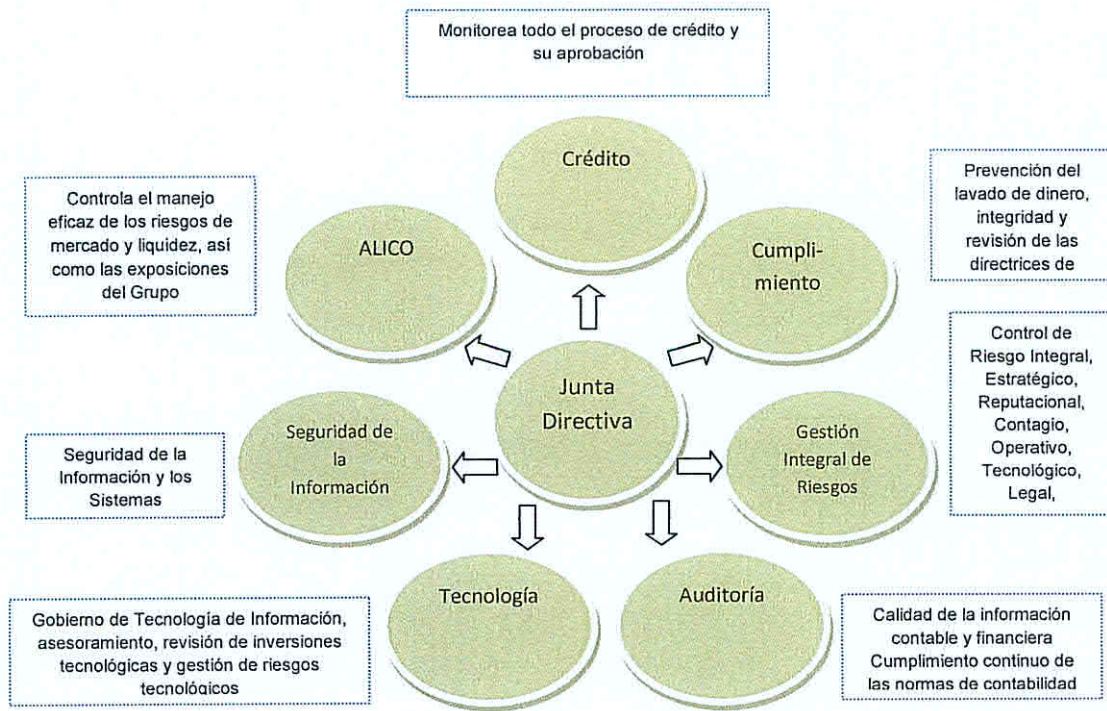 Monitorea todo el proceso de crédito y
su aprobación
Crédito
Controla el manejo
eficaz de los riesgos de
mercado y liquidez, así
como las exposiciones
del Grupo
ALICO
Cumpli-
miento
Prevención del
lavado de dinero,
integridad y
revisión de las
directrices de
Junta
Directiva
Control de
Riesgo Integral,
Estratégico,
Reputacional,
Contagio,
Operativo,
Tecnológico,
Legal,
Seguridad de la
Información y los
Sistemas
Seguridad de
la
Información
Gestión
Integral de
Riesgos
Tecnología
Auditoría
Gobierno de Tecnología de Información,
asesoramiento, revisión de inversiones
tecnológicas y gestión de riesgos
tecnológicos
Calidad de la información
contable y financiera
Cumplimiento continuo de
las normas de contabilidad